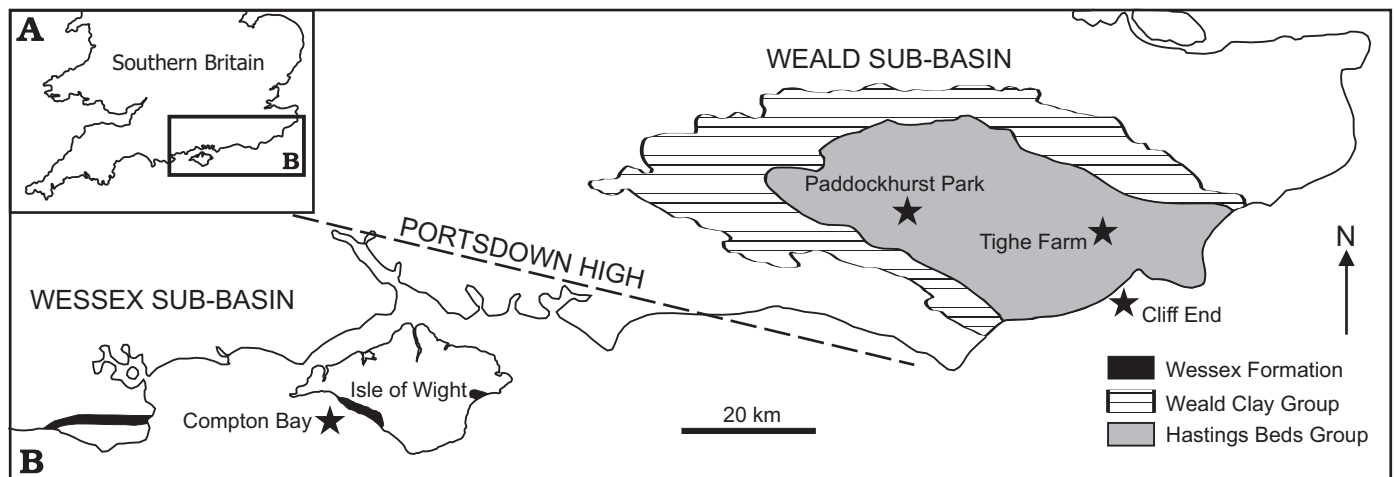 A
Southern Britain
B
WEALD SUB-BASIN
Paddockhurst Park
Tighe Farm
PORTSDOWN HIGH
N
WESSEX SUB-BASIN
Cliff End
Isle of Wight
Compton Bay
20 km
Wessex Formation
Weald Clay Group
Hastings Beds Group
B